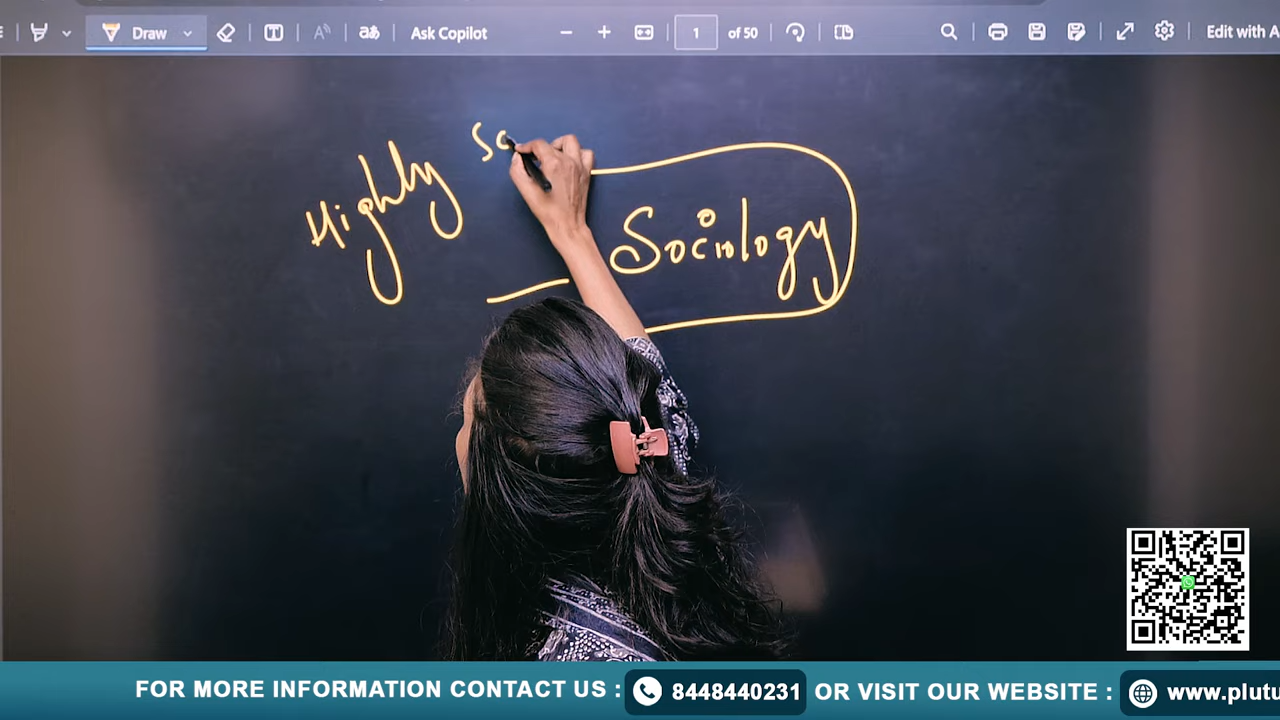 Draw
Ask Copilot
1 of 50
Edit with A
Highly
So
Sociology
FOR MORE INFORMATION CONTACT US : 8448440231 OR VISIT OUR WEBSITE : www.plutu